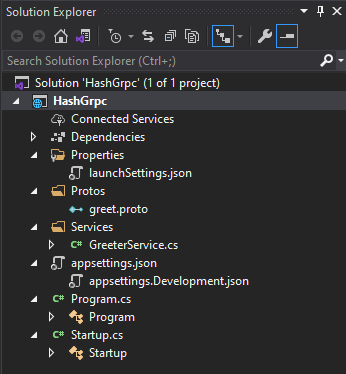 Solution Explorer
Search Solution Explorer (Ctrl+;)
Solution 'HashGrpc' (1 of 1 project)
HashGrpc
Connected Services
Dependencies
Properties
launchSettings.json
Protos
greet.proto
Services
C# GreeterService.cs
appsettings.json
appsettings.Development.json
C# Program.cs
Program
C# Startup.cs
Startup